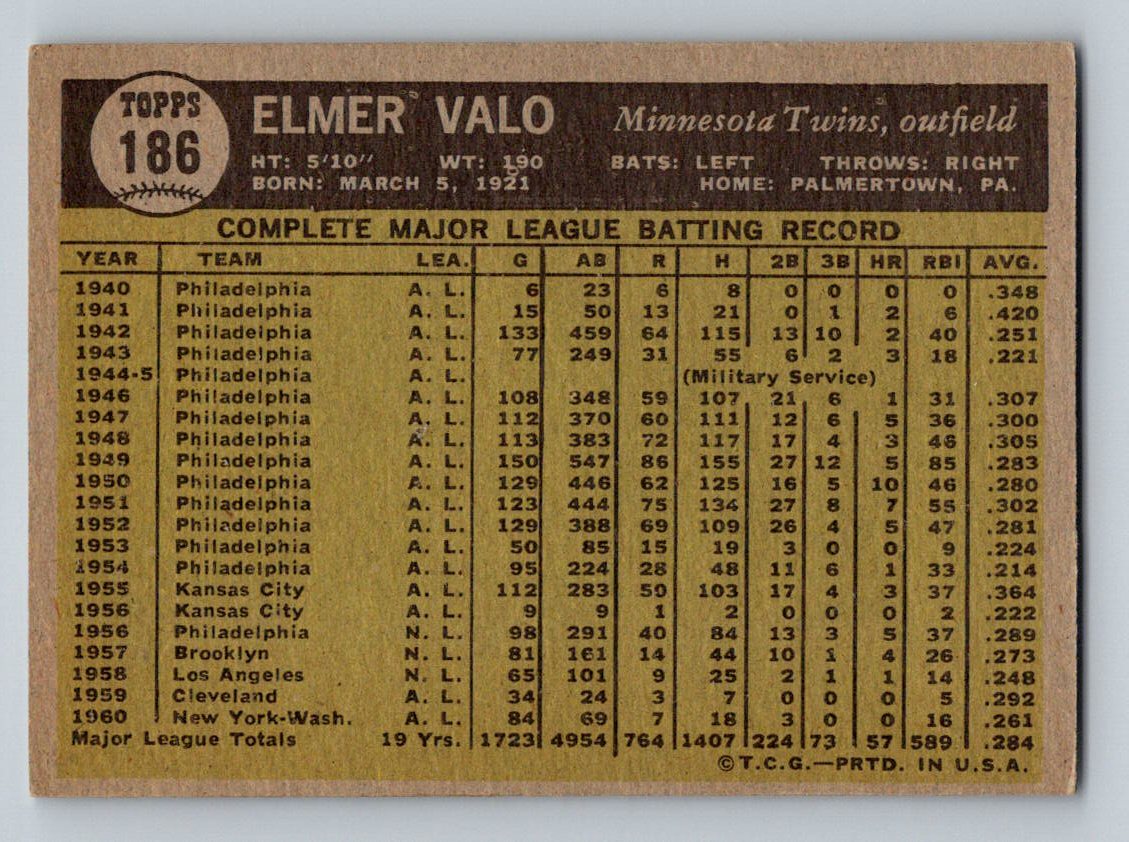 TOPPS
186
ELMER VALO Minnesota Twins, outfield
HT: 5'10" WT: 190 BATS: LEFT THROWS: RIGHT
BORN: MARCH 5, 1921 HOME: PALMERTOWN, PA.
COMPLETE MAJOR LEAGUE BATTING RECORD
YEAR TEAM LEA. G AB R H 2B 3B HR RBI AVG.
1940 Philadelphia A. L. 6 23 6 8 0 0 0 0 .348
1941 Philadelphia A. L. 15 50 13 21 0 1 2 6 .420
1942 Philadelphia A. L. 133 459 64 115 13 10 2 40 .251
1943 Philadelphia A. L. 77 249 31 55 6 2 3 18 .221
1944-5 Philadelphia A. L. (Military Service)
1946 Philadelphia A. L. 108 348 59 107 21 6 1 31 .307
1947 Philadelphia A. L. 112 370 60 111 12 6 5 36 .300
1948 Philadelphia A. L. 113 383 72 117 17 4 3 46 .305
1949 Philadelphia A. L. 150 547 86 155 27 12 5 85 .283
1950 Philadelphia A. L. 129 446 62 125 16 5 10 46 .280
1951 Philadelphia A. L. 123 444 75 134 27 8 7 55 .302
1952 Philadelphia A. L. 129 388 69 109 26 4 5 47 .281
1953 Philadelphia A. L. 50 85 15 19 3 0 0 9 .224
1954 Philadelphia A. L. 95 224 28 48 11 6 1 33 .214
1955 Kansas City A. L. 112 283 50 103 17 4 3 37 .364
1956 Kansas City A. L. 9 9 1 2 0 0 0 2 .222
1956 Philadelphia N. L. 98 291 40 84 13 3 5 37 .289
1957 Brooklyn N. L. 81 161 14 44 10 1 4 26 .273
1958 Los Angeles N. L. 65 101 9 25 2 1 1 14 .248
1959 Cleveland A. L. 34 24 3 7 0 0 0 5 .292
1960 New York-Wash. A. L. 84 69 7 18 3 0 0 16 .261
Major League Totals 19 Yrs. 1723 4954 764 1407 224 73 57 589 .284
©T.C.G.—PRTD. IN U.S.A.